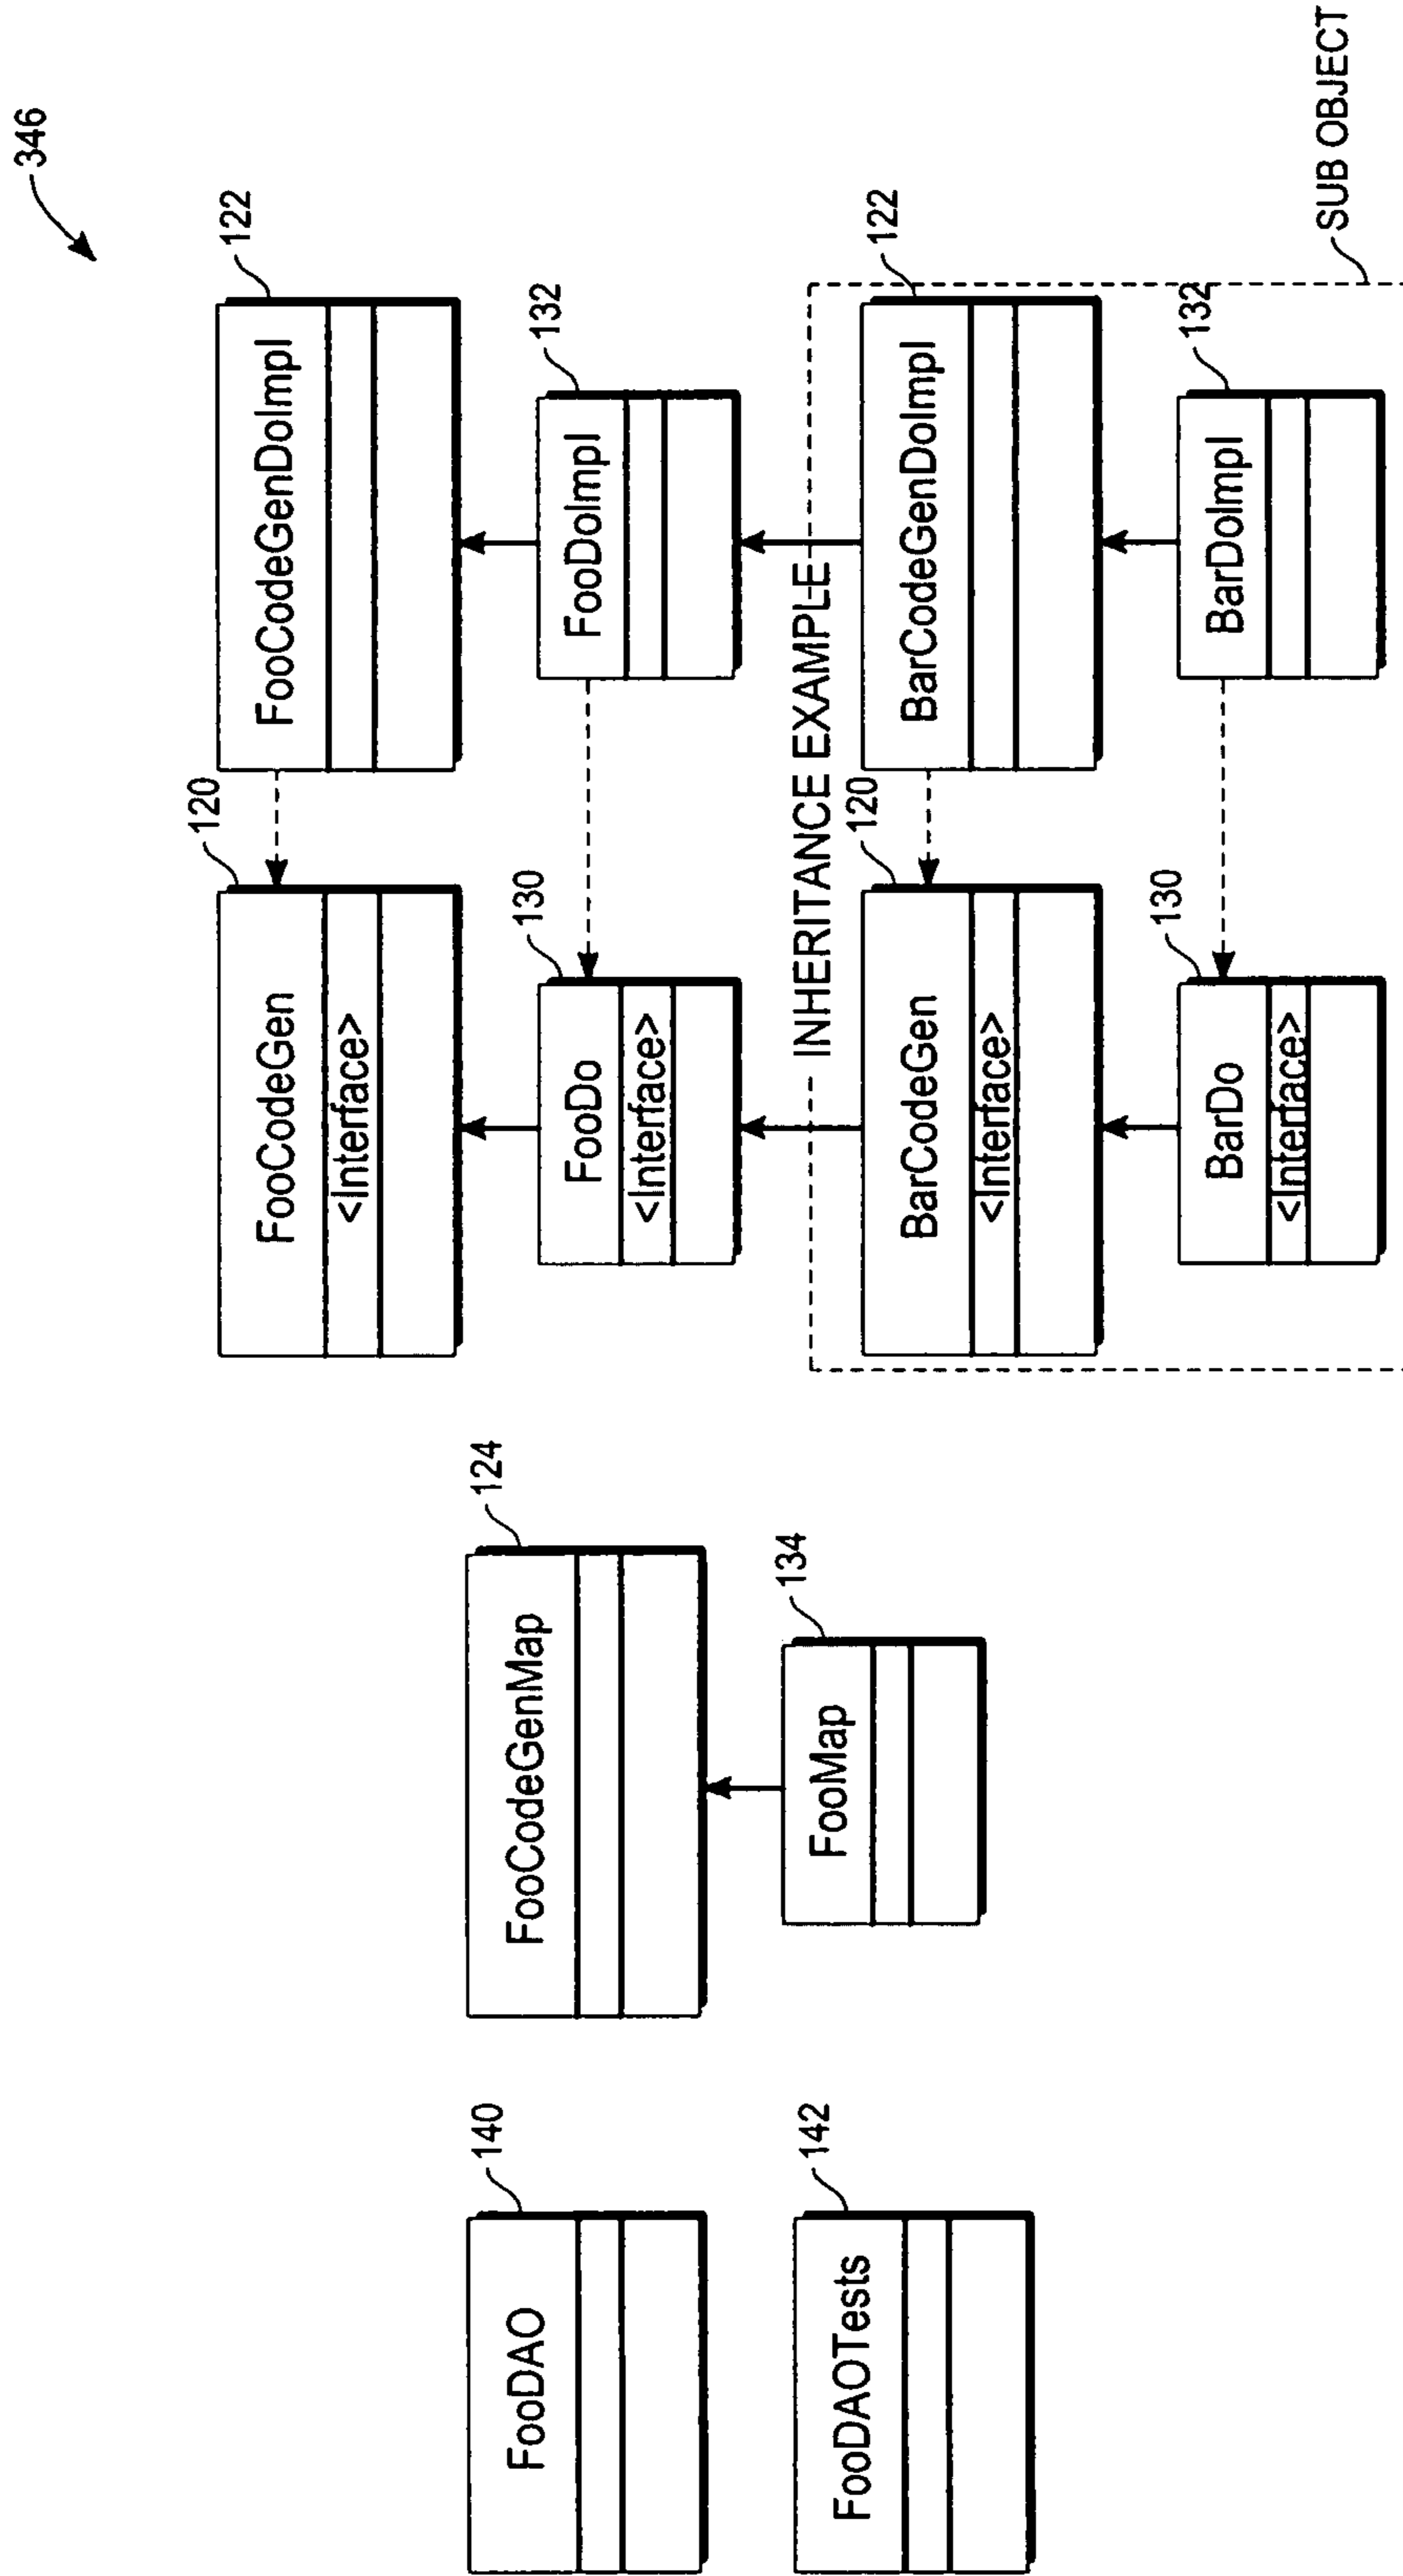 346
120
122
FooCodeGen
FooCodeGenDoImpl
<Interface>
140
124
130
132
FooDAO
FooCodeGenMap
FooDo
FooDoImpl
<Interface>
142
134
INHERITANCE EXAMPLE
120
122
FooDAOTests
FooMap
BarCodeGen
BarCodeGenDoImpl
<Interface>
130
132
BarDo
BarDoImpl
<Interface>
SUB OBJECT